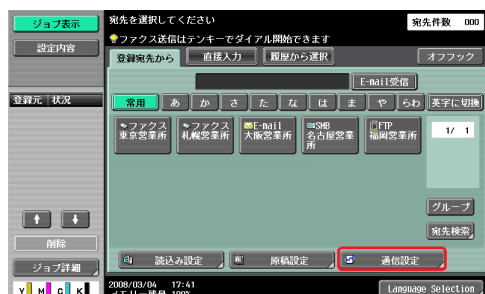 ジョブ表示
宛先を選択してください
宛先件数 000
設定内容
ファクス送信はテンキーでダイアル開始できます
登録宛先から 直接入力 履歴から選択 オフフック
E-mail受信
登録元 状況
常用 あ か さ た な は ま や らわ 英字に切換
ファクス
東京営業所
ファクス
札幌営業所
E-mail
大阪営業所
SMB
名古屋営業
所
FTP
福岡営業所
1/ 1
グループ
宛先検索
削除
ジョブ詳細
読込み設定 原稿設定 通信設定
Y M C K
2008/03/04 17:41
メモリー残量 100%
Language Selection